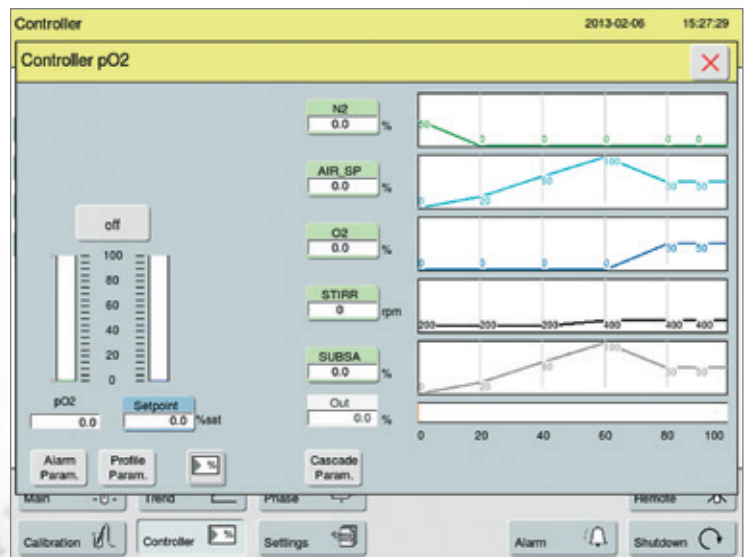 Controller 2013-02-06 15:27:29
Controller pO2
N2
0.0 %
50 0 0 0 0 0
AIR_SP
0.0 %
0 20 50 100 50 50
off
O2
0.0 %
0 0 0 0 50 50
100
80
60
40
20
0
STIRR
0 rpm
200 200 200 400 400 400
SUBSA
0.0 %
0 20 50 100 50 50
pO2
0.0
Setpoint
0.0 %sat
Out
0.0 %
0 20 40 60 80 100
Alarm Param.
Profile Param.
%
Cascade Param.
Main Trend Phase Remote
Calibration Controller % Settings Alarm Shutdown